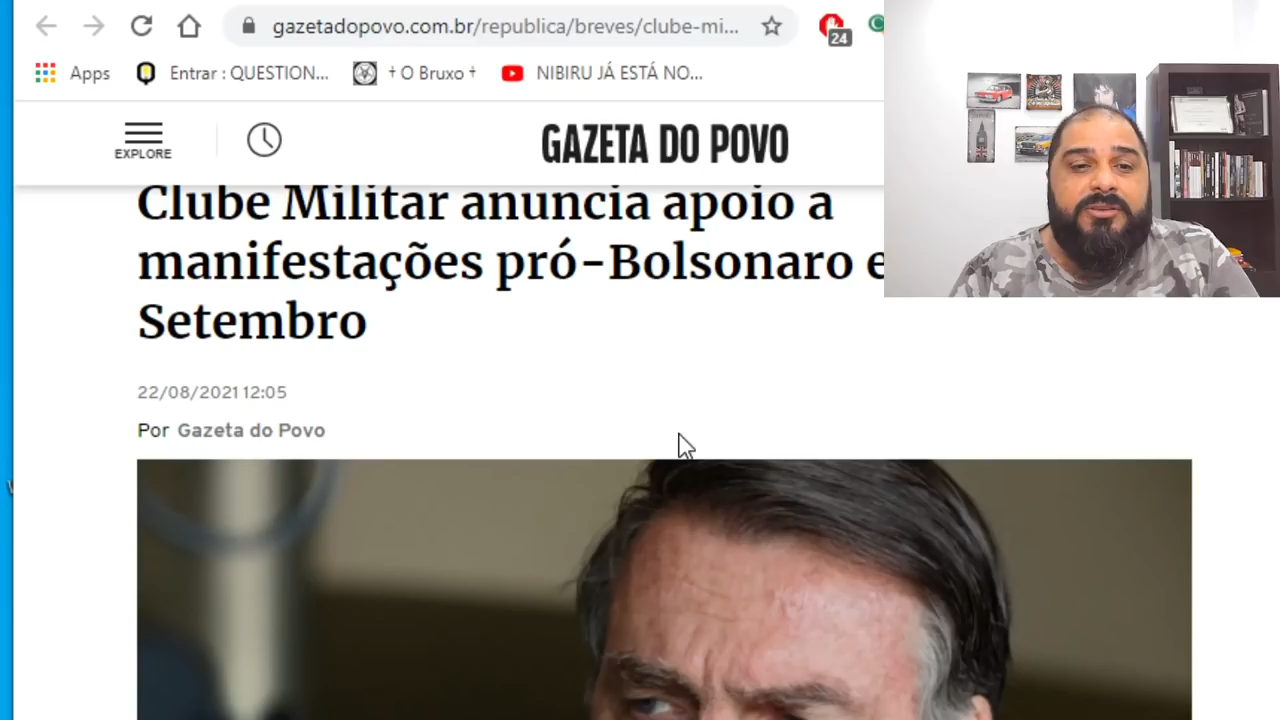 gazetadopovo.com.br/republica/breves/clube-mi...
24
Apps
Entrar : QUESTION...
† O Bruxo †
NIBIRU JÁ ESTÁ NO...
EXPLORE
GAZETA DO POVO
Clube Militar anuncia apoio a
manifestações pró-Bolsonaro e
Setembro
22/08/2021 12:05
Por Gazeta do Povo